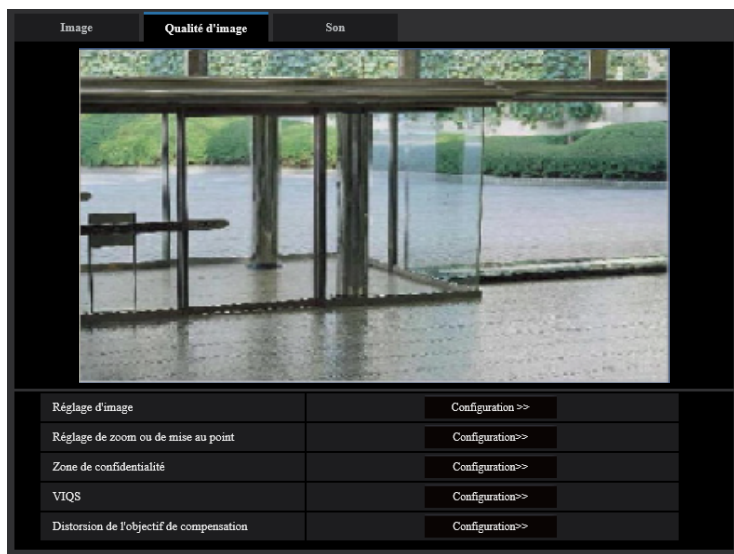 Image Qualité d'image Son
Réglage d'image Configuration >>
Réglage de zoom ou de mise au point Configuration>>
Zone de confidentialité Configuration>>
VIQS Configuration>>
Distorsion de l'objectif de compensation Configuration>>